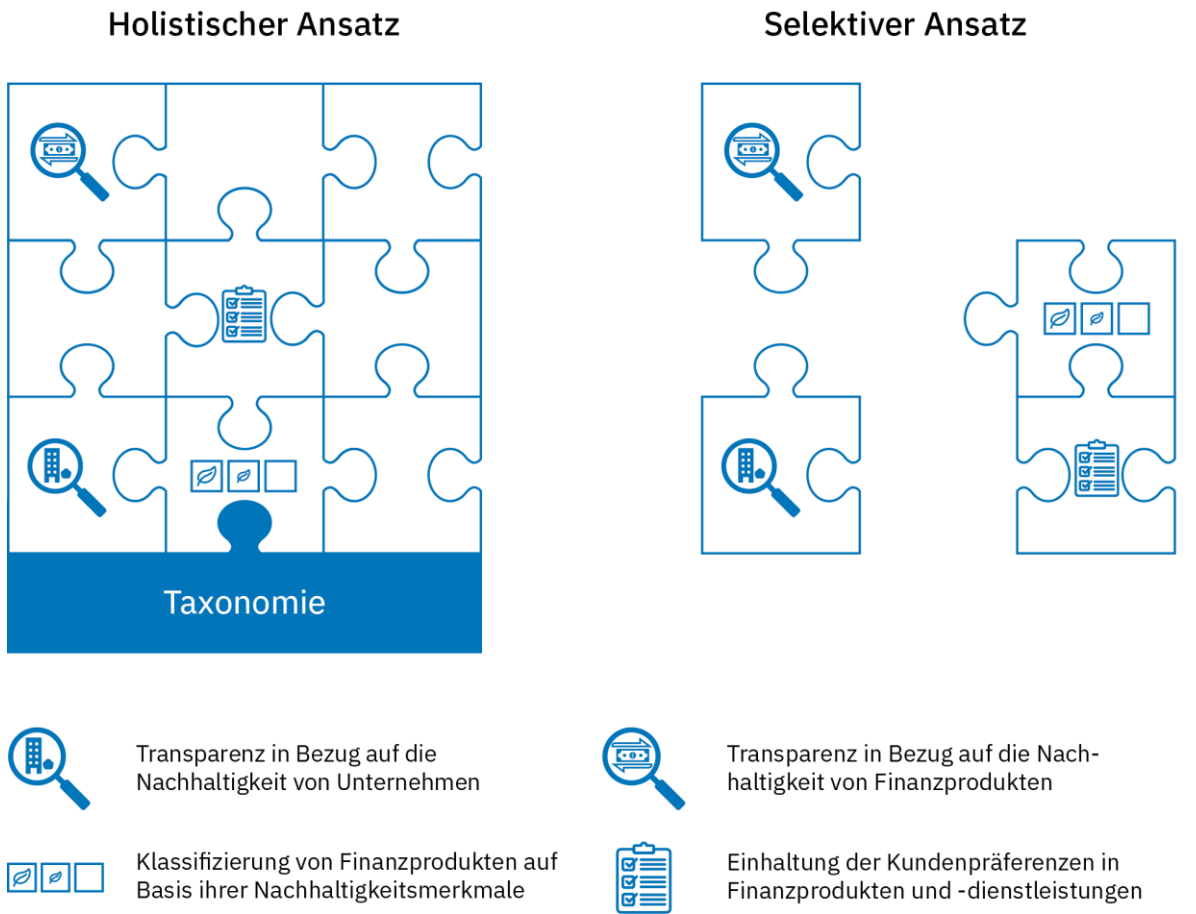 Holistischer Ansatz
Selektiver Ansatz
Taxonomie
Transparenz in Bezug auf die
Nachhaltigkeit von Unternehmen
Transparenz in Bezug auf die Nach-
haltigkeit von Finanzprodukten
Klassifizierung von Finanzprodukten auf
Basis ihrer Nachhaltigkeitsmerkmale
Einhaltung der Kundenpräferenzen in
Finanzprodukten und -dienstleistungen